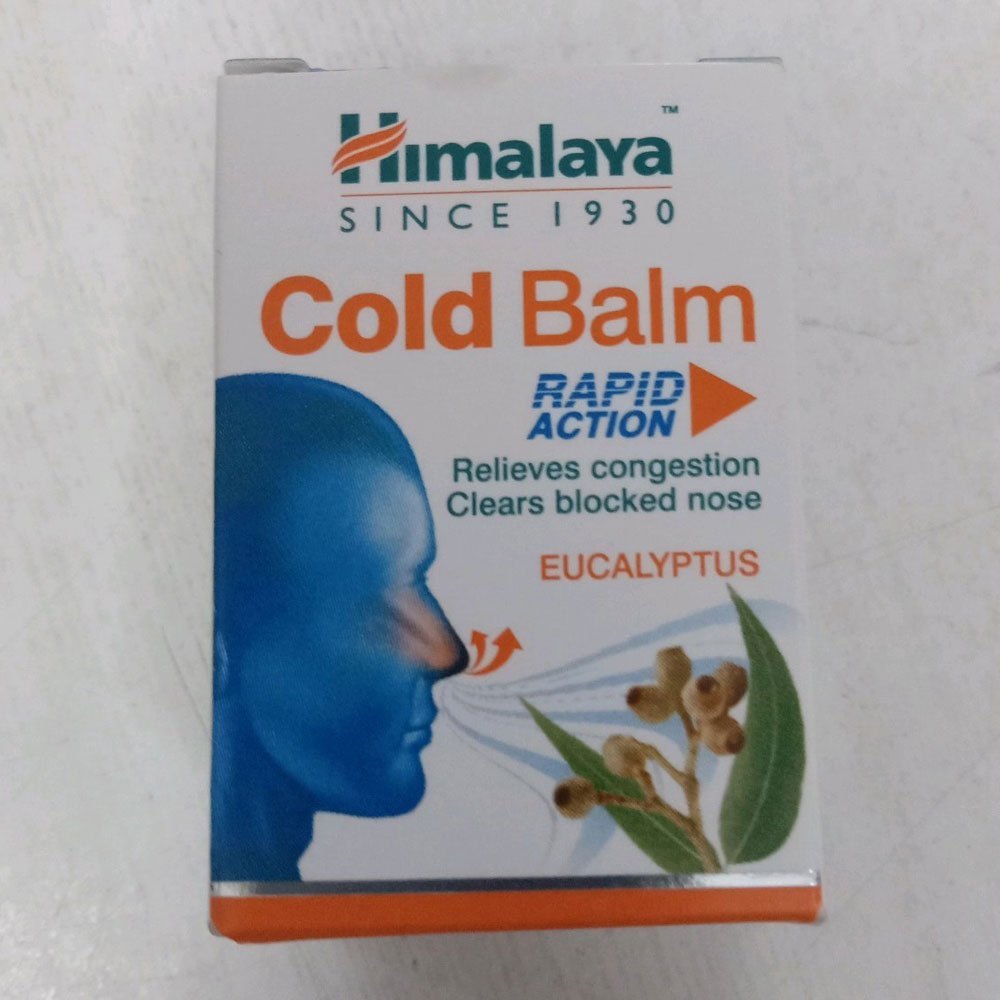 Himalaya™
SINCE 1930
Cold Balm
RAPID
ACTION
Relieves congestion
Clears blocked nose
EUCALYPTUS